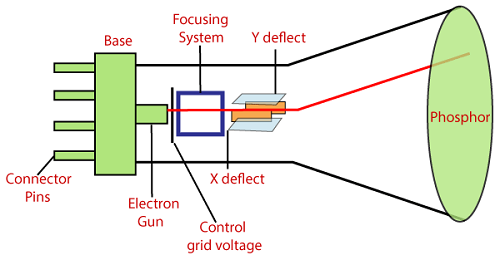 Focusing
System
Y deflect
Base
Phosphor
Connector
Pins
Electron
Gun
X deflect
Control
grid voltage